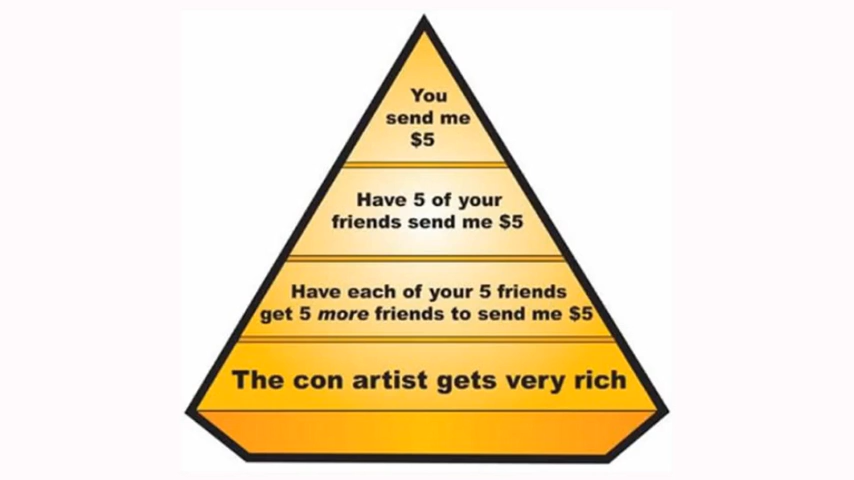 You
send me
$5
Have 5 of your
friends send me $5
Have each of your 5 friends
get 5 more friends to send me $5
The con artist gets very rich